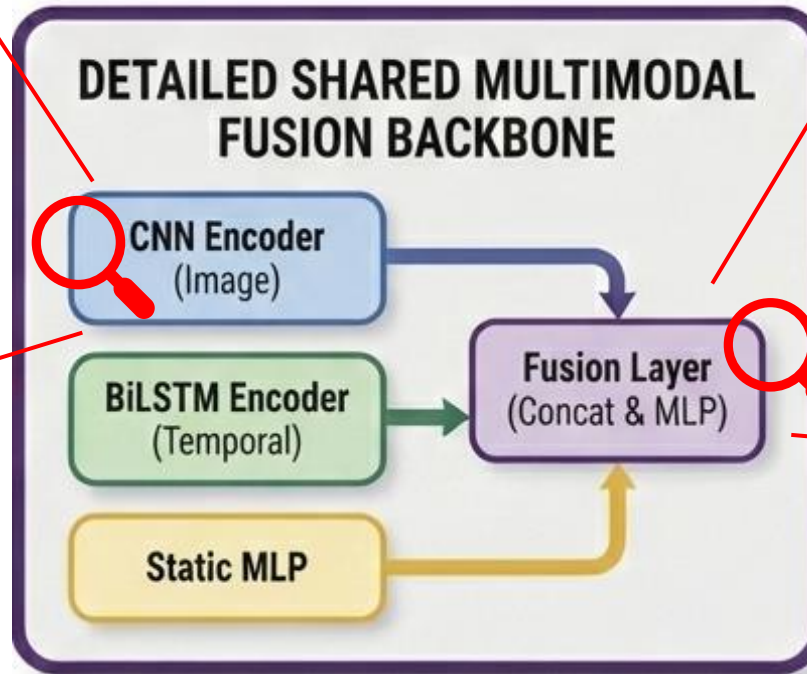 DETAILED SHARED MULTIMODAL
FUSION BACKBONE
CNN Encoder
(Image)
BiLSTM Encoder
(Temporal)
Static MLP
Fusion Layer
(Concat & MLP)